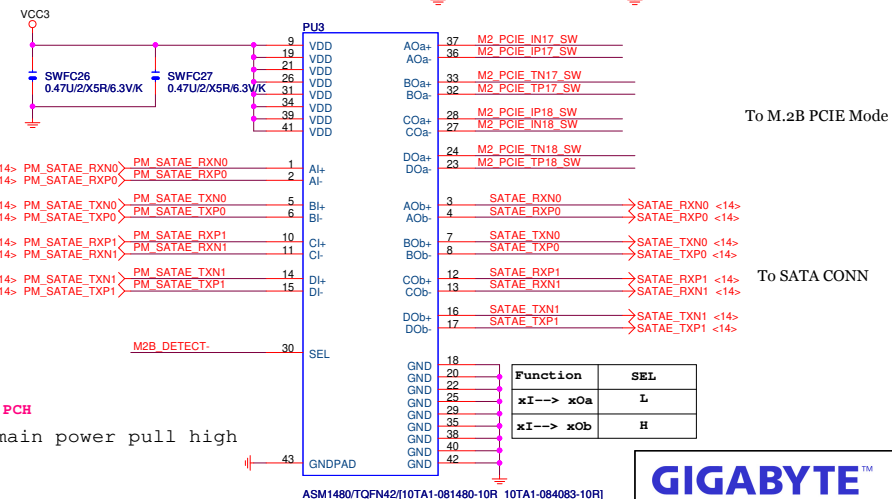 VCC3
PU3
SWFC26
0.47U/2/X5R/6.3V/K
SWFC27
0.47U/2/X5R/6.3V/K
9 VDD
19 VDD
21 VDD
26 VDD
31 VDD
34 VDD
39 VDD
41 VDD
AOa+ 37 M2_PCIE_IN17_SW
AOa- 36 M2_PCIE_IP17_SW
BOa+ 33 M2_PCIE_TN17_SW
BOa- 32 M2_PCIE_TP17_SW
COa+ 28 M2_PCIE_IP18_SW
COa- 27 M2_PCIE_IN18_SW
DOa+ 24 M2_PCIE_TN18_SW
DOa- 23 M2_PCIE_TP18_SW
To M.2B PCIE Mode
14> PM_SATAE_RXN0 PM_SATAE_RXN0 1 AI+
14> PM_SATAE_RXP0 PM_SATAE_RXP0 2 AI-
14> PM_SATAE_TXN0 PM_SATAE_TXN0 5 BI+
14> PM_SATAE_TXP0 PM_SATAE_TXP0 6 BI-
14> PM_SATAE_RXP1 PM_SATAE_RXP1 10 CI+
14> PM_SATAE_RXN1 PM_SATAE_RXN1 11 CI-
14> PM_SATAE_TXN1 PM_SATAE_TXN1 14 DI+
14> PM_SATAE_TXP1 PM_SATAE_TXP1 15 DI-
AOb+ 3 SATAE_RXN0 SATAE_RXN0 <14>
AOb- 4 SATAE_RXP0 SATAE_RXP0 <14>
BOb+ 7 SATAE_TXN0 SATAE_TXN0 <14>
BOb- 8 SATAE_TXP0 SATAE_TXP0 <14>
COb+ 12 SATAE_RXP1 SATAE_RXP1 <14>
COb- 13 SATAE_RXN1 SATAE_RXN1 <14>
DOb+ 16 SATAE_TXN1 SATAE_TXN1 <14>
DOb- 17 SATAE_TXP1 SATAE_TXP1 <14>
To SATA CONN
M2B_DETECT- 30 SEL
GND 18
GND 20
GND 22
GND 25
GND 29
GND 35
GND 38
GND 40
GND 42
43 GNDPAD
Function SEL
xI--> xOa L
xI--> xOb H
PCH
main power pull high
ASM1480/TQFN42/[10TA1-081480-10R_10TA1-084083-10R]
GIGABYTE™